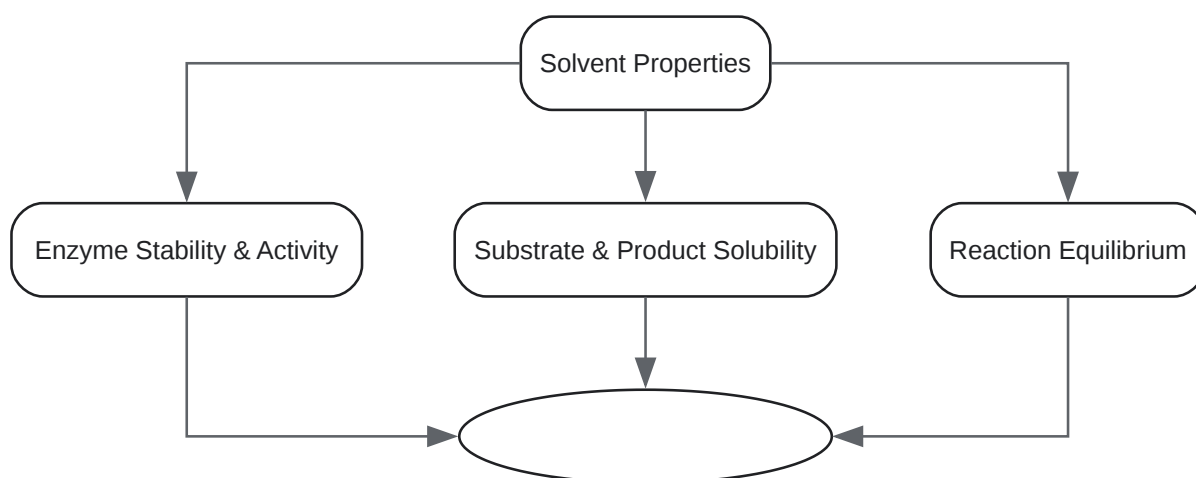 Solvent Properties
Enzyme Stability & Activity
Substrate & Product Solubility
Reaction Equilibrium